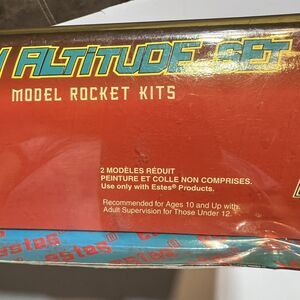 ALTITUDE SET
MODEL ROCKET KITS
2 MODÈLES RÉDUIT
PEINTURE ET COLLE NON COMPRISES.
Use only with Estes® Products.
Recommended for Ages 10 and Up with
Adult Supervision for Those Under 12.
estes estes